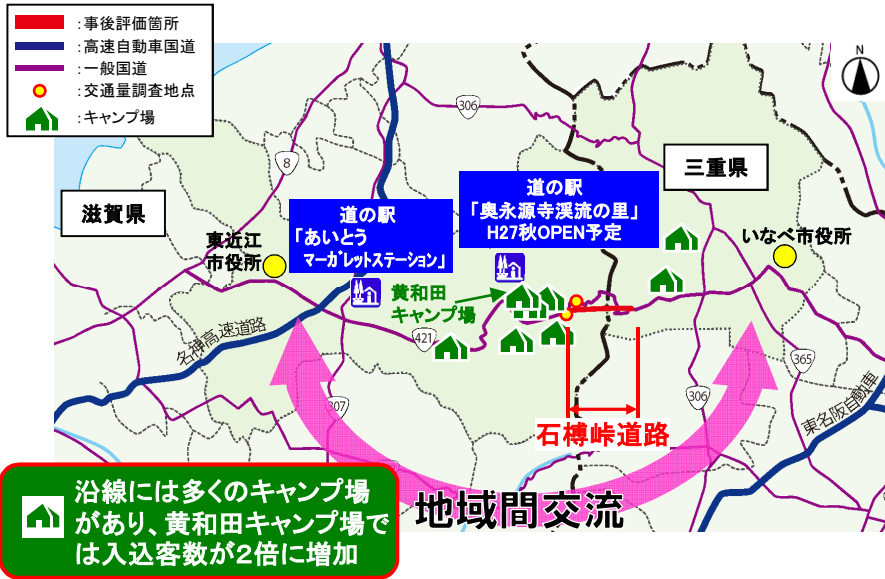 ：事後評価箇所
：高速自動車国道
：一般国道
：交通量調査地点
：キャンプ場
N
306
8
三重県
滋賀県
道の駅
「奥永源寺渓流の里」
H27秋OPEN予定
道の駅
「あいとう
マーガレットステーション」
東近江
市役所
いなべ市役所
黄和田
キャンプ場
名神高速道路
421
365
307
306
東名阪自動車
石榑峠道路
地域間交流
沿線には多くのキャンプ場
があり、黄和田キャンプ場で
は入込客数が２倍に増加